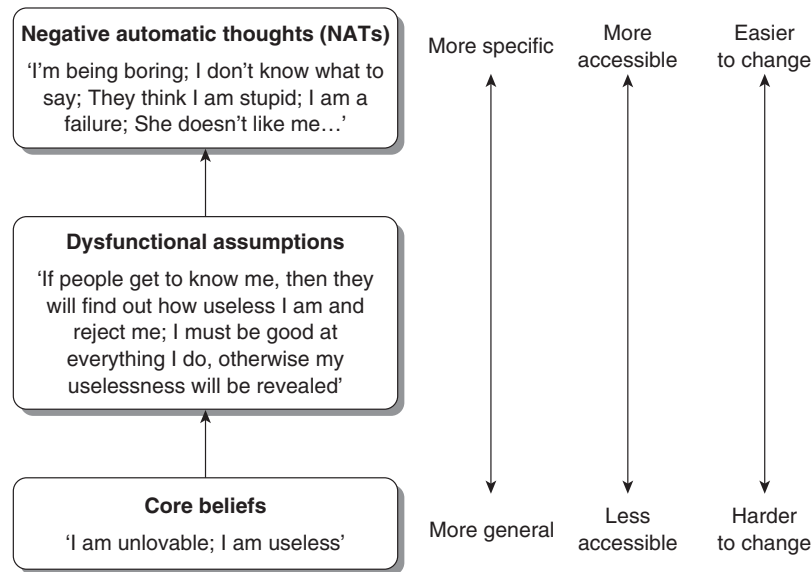 Negative automatic thoughts (NATs)
‘I’m being boring; I don’t know what to
say; They think I am stupid; I am a
failure; She doesn’t like me…’
More specific
More
accessible
Easier
to change
Dysfunctional assumptions
‘If people get to know me, then they
will find out how useless I am and
reject me; I must be good at
everything I do, otherwise my
uselessness will be revealed’
Core beliefs
‘I am unlovable; I am useless’
More general
Less
accessible
Harder
to change